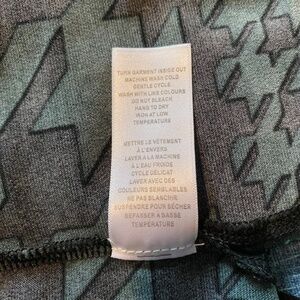 TURN GARMENT INSIDE OUT
MACHINE WASH COLD
GENTLE CYCLE
WASH WITH LIKE COLOURS
DO NOT BLEACH
HANG TO DRY
IRON AT LOW
TEMPERATURE
METTRE LE VÊTEMENT
À L'ENVERS
LAVER A LA MACHINE
À L'EAU FROIDE
CYCLE DÉLICAT
LAVER AVEC DES
COULEURS SEMBLABLES
NE PAS BLANCHIR
SUSPENDRE POUR SÉCHER
REPASSER A BASSE
TEMPERATURE